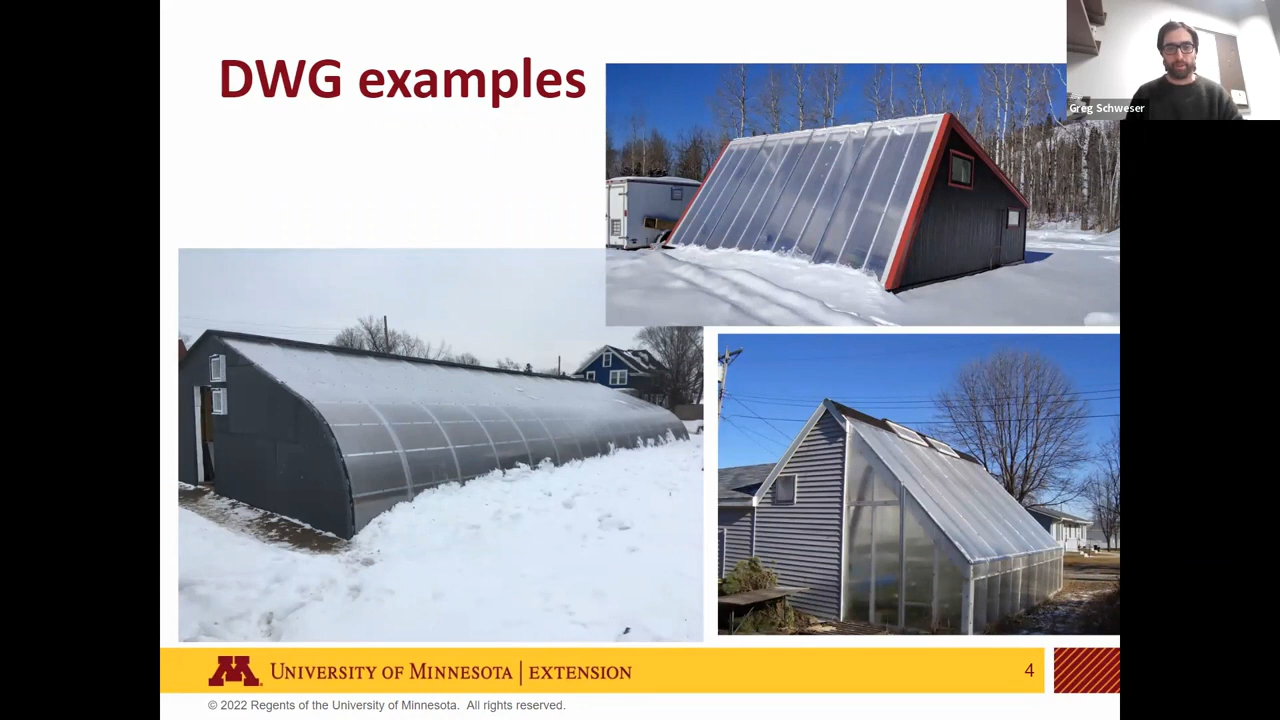 DWG examples
Greg Schweser
M UNIVERSITY OF MINNESOTA | EXTENSION
4
© 2022 Regents of the University of Minnesota. All rights reserved.